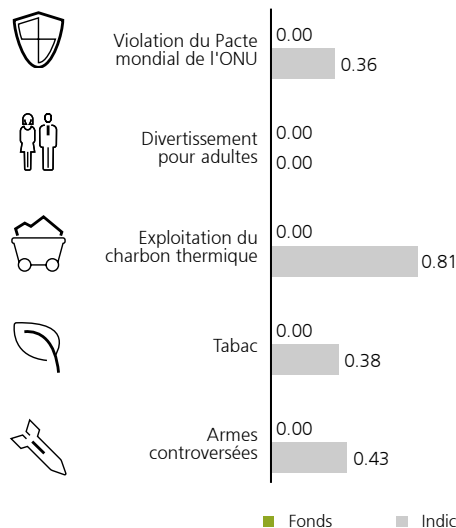 Violation du Pacte
mondial de l'ONU
0.00
0.36
Divertissement
pour adultes
0.00
0.00
Exploitation du
charbon thermique
0.00
0.81
Tabac
0.00
0.38
Armes
controversées
0.00
0.43
Fonds Indic